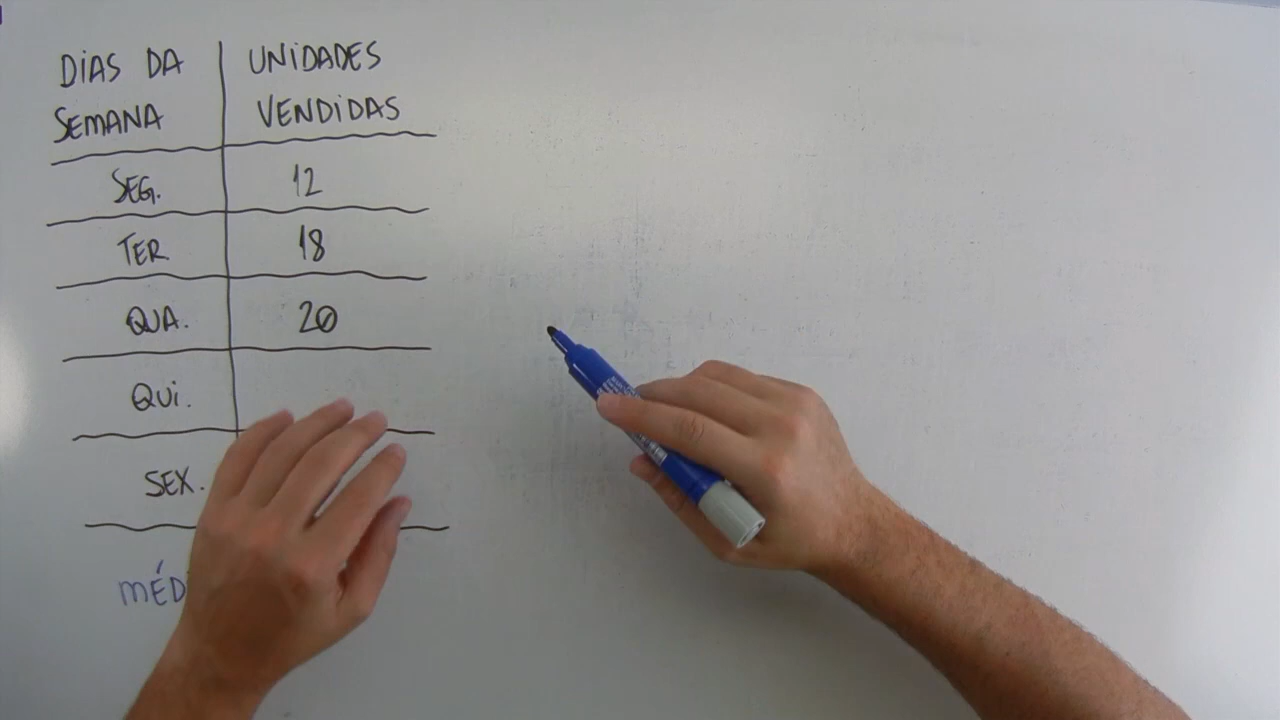 DIAS DA UNIDADES
SEMANA VENDIDAS
SEG. 12
TER 18
QUA. 20
QUI.
SEX.
MÉD